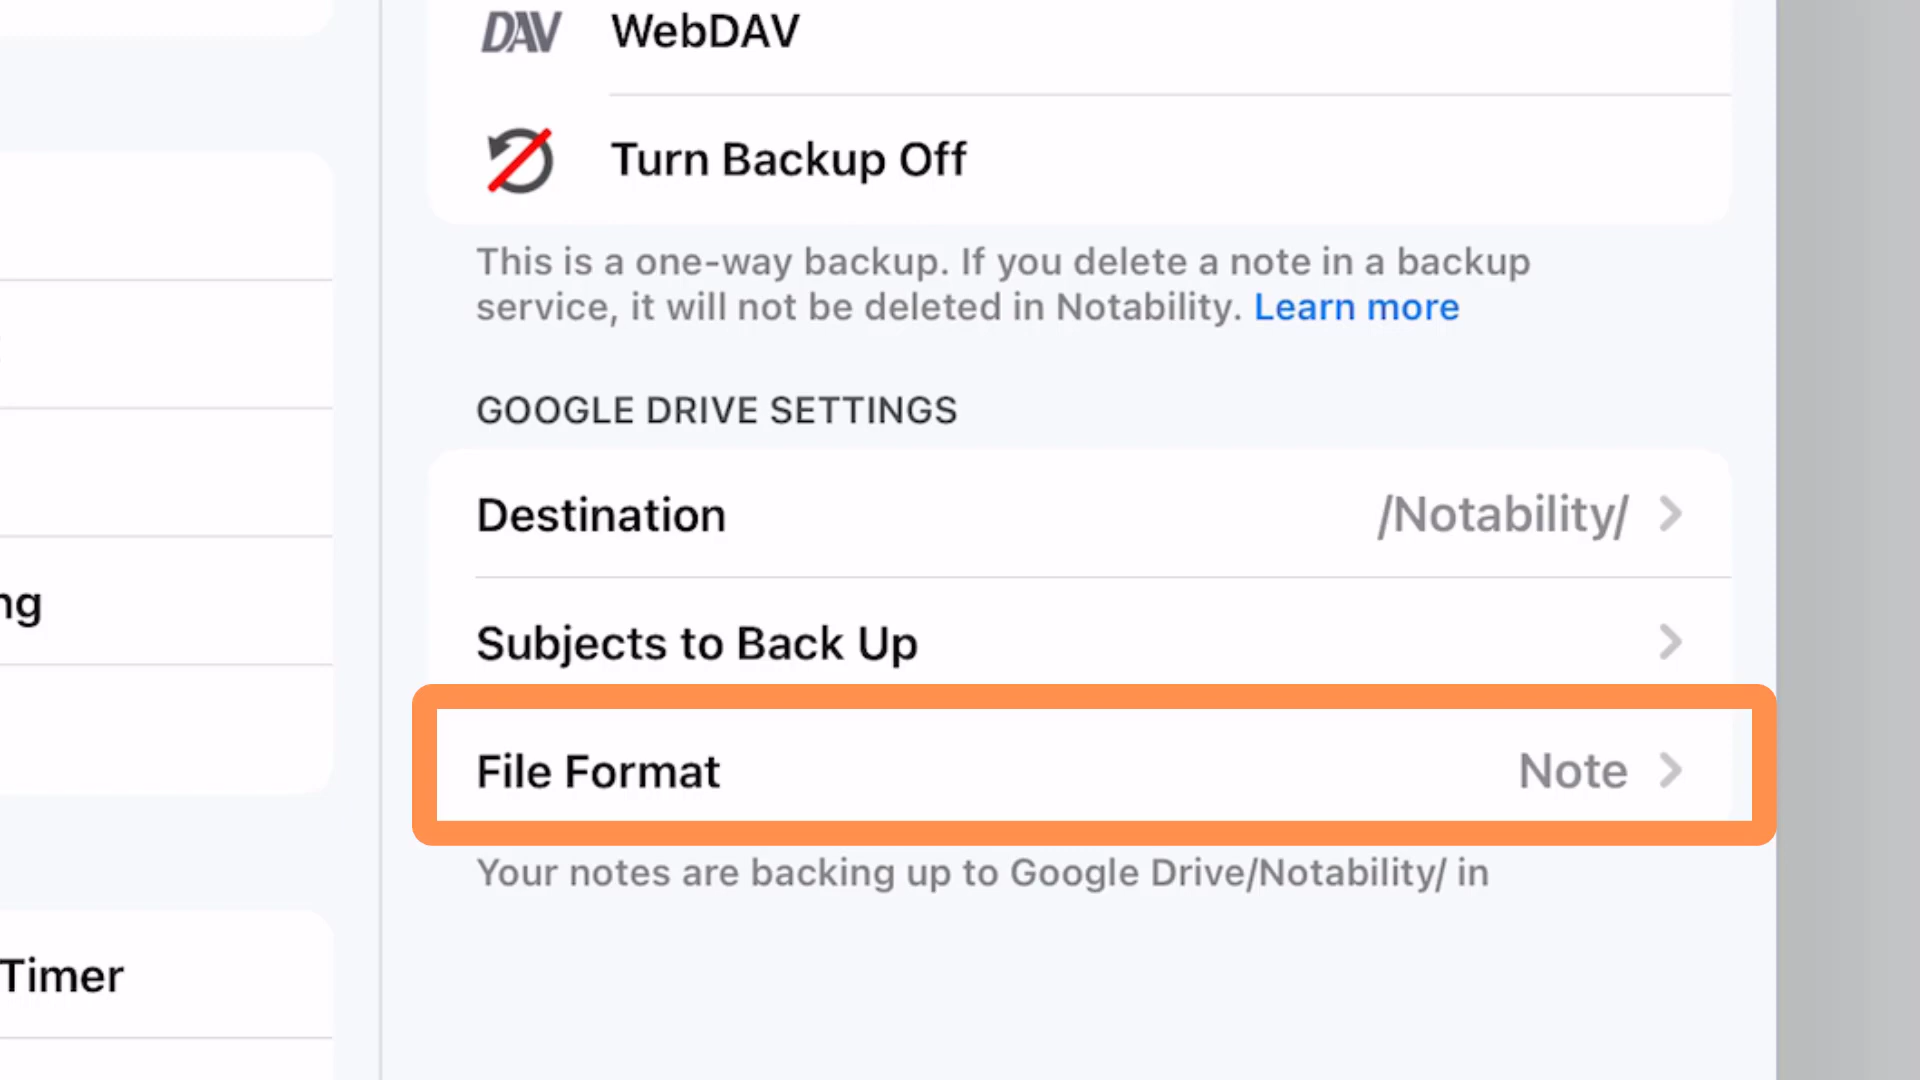 DAV WebDAV
Turn Backup Off
This is a one-way backup. If you delete a note in a backup
service, it will not be deleted in Notability. Learn more
GOOGLE DRIVE SETTINGS
Destination /Notability/
Subjects to Back Up
ng
File Format Note
Your notes are backing up to Google Drive/Notability/ in
Timer